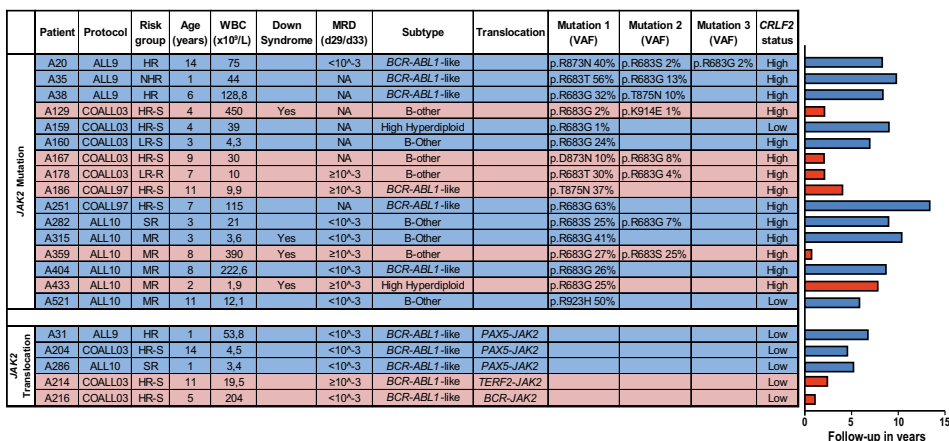 Patient Protocol Risk group Age (years) WBC (x10⁹/L) Down Syndrome MRD (d29/d33) Subtype Translocation Mutation 1 (VAF) Mutation 2 (VAF) Mutation 3 (VAF) CRLF2 status
JAK2 Mutation
A20 ALL9 HR 14 75 <10^-3 BCR-ABL1-like p.R873N 40% p.R683S 2% p.R683G 2% High
A35 ALL9 NHR 1 44 NA BCR-ABL1-like p.R683T 56% p.R683G 13% High
A38 ALL9 HR 6 128,8 NA BCR-ABL1-like p.R683G 32% p.T875N 10% High
A129 COALL03 HR-S 4 450 Yes NA B-other p.R683G 2% p.K914E 1% High
A159 COALL03 HR-S 4 39 NA High Hyperdiploid p.R683G 1% Low
A160 COALL03 LR-S 3 4,3 NA B-other p.R683G 24% High
A167 COALL03 HR-S 9 30 NA B-Other p.D873N 10% p.R683G 8% High
A178 COALL03 LR-R 7 10 ≥10^-3 B-Other p.R683T 30% p.R683G 4% High
A186 COALL97 HR-S 11 9,9 ≥10^-3 BCR-ABL1-like p.T875N 37% High
A251 COALL97 HR-S 7 115 NA BCR-ABL1-like p.R683G 63% High
A282 ALL10 SR 3 21 <10^-3 B-Other p.R683S 25% p.R683G 7% High
A315 ALL10 MR 3 3,6 Yes <10^-3 B-Other p.R683G 41% High
A359 ALL10 MR 8 390 Yes ≥10^-3 B-other p.R683G 27% p.R683S 25% High
A404 ALL10 MR 8 222,6 <10^-3 BCR-ABL1-like p.R683G 26% High
A433 ALL10 MR 2 1,9 Yes ≥10^-3 High Hyperdiploid p.R683G 25% High
A521 ALL10 MR 11 12,1 <10^-3 B-Other p.R923H 50% Low
JAK2 Translocation
A31 ALL9 HR 1 53,8 <10^-3 BCR-ABL1-like PAX5-JAK2 Low
A204 COALL03 HR-S 14 4,5 <10^-3 BCR-ABL1-like PAX5-JAK2 Low
A286 ALL10 SR 1 3,4 <10^-3 BCR-ABL1-like PAX5-JAK2 Low
A214 COALL03 HR-S 11 19,5 ≥10^-3 BCR-ABL1-like TERF2-JAK2 Low
A216 COALL03 HR-S 5 204 <10^-3 BCR-ABL1-like BCR-JAK2 Low
0 5 10 15
Follow-up in years